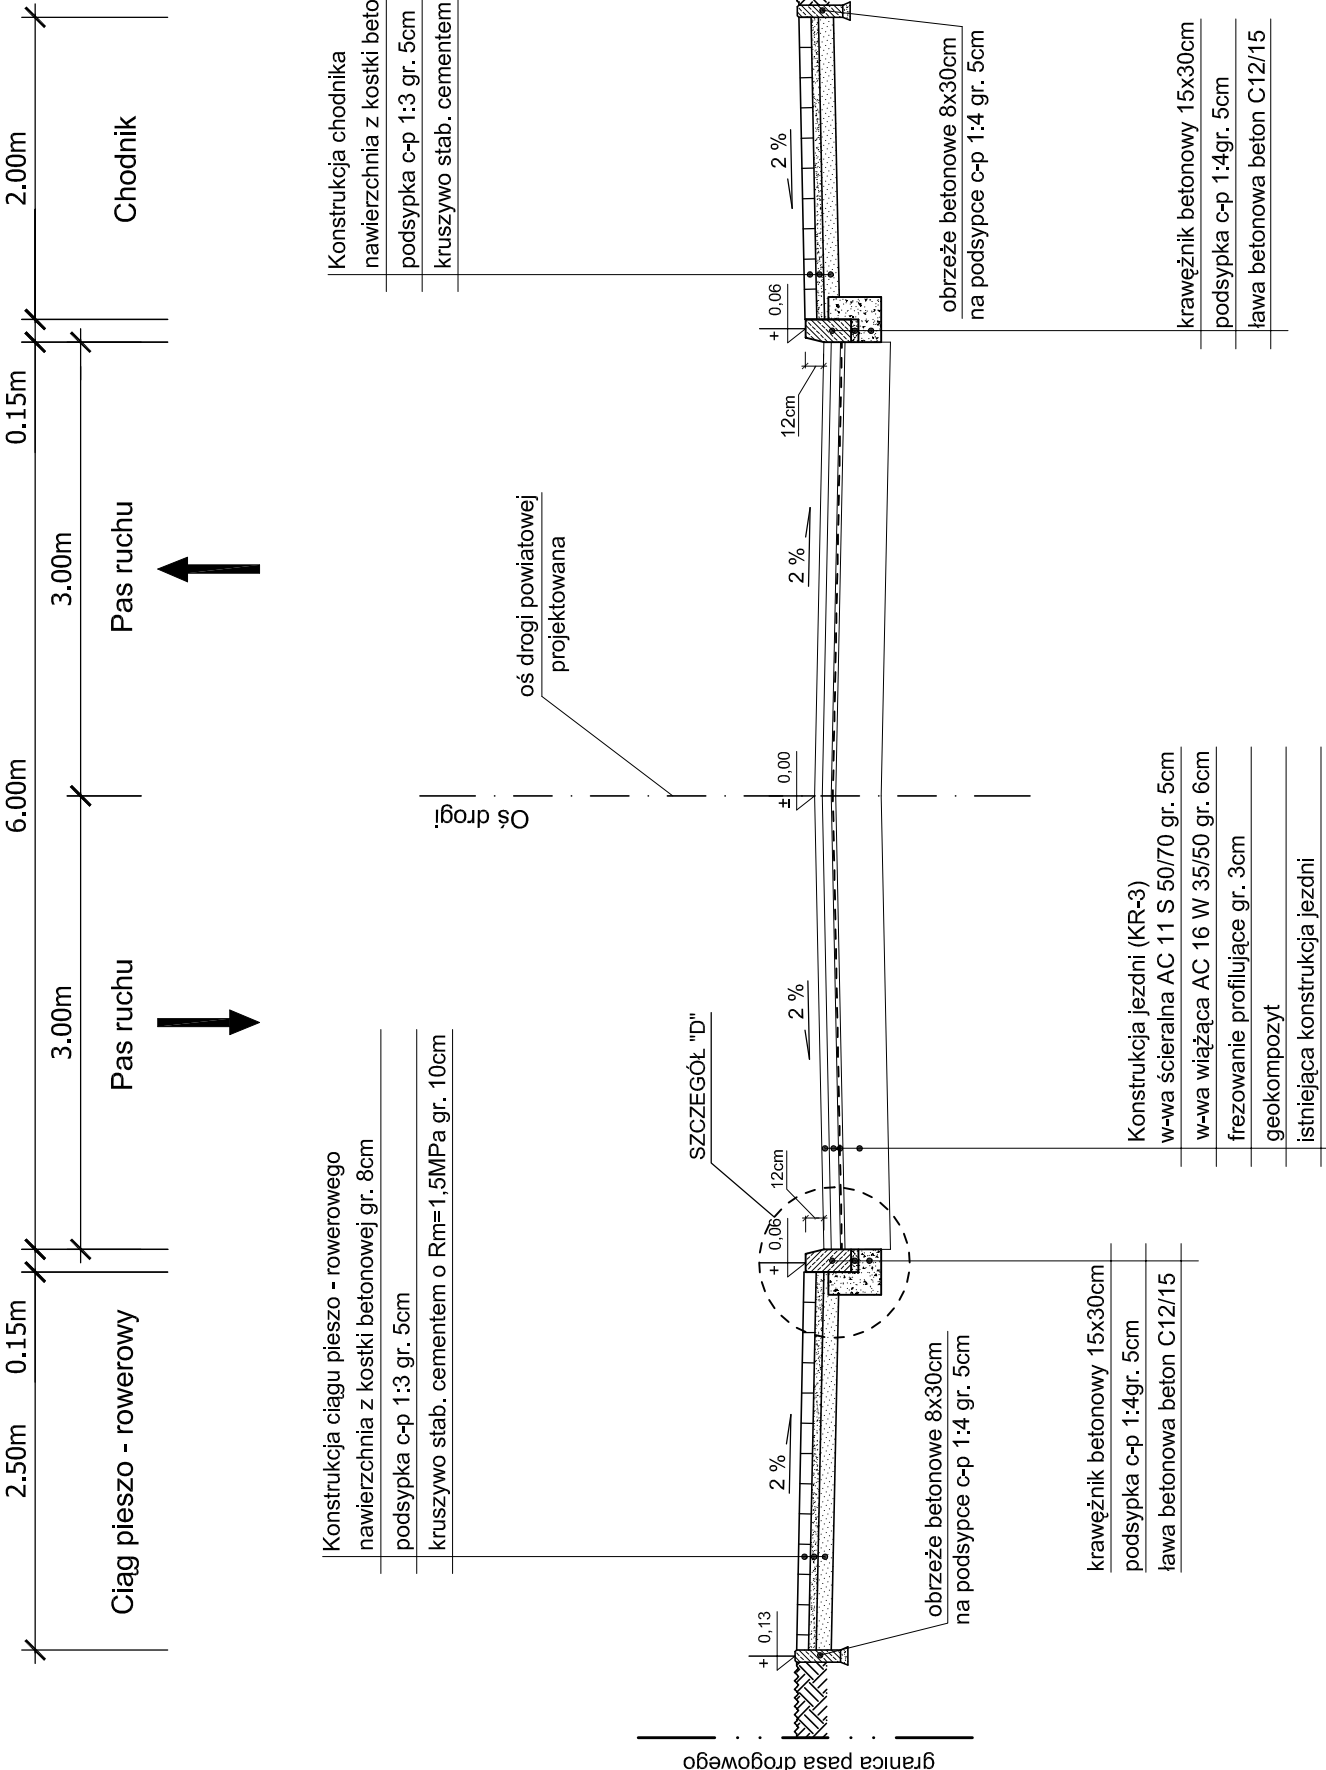 2.50m
0.15m
6.00m
0.15m
2.00m
3.00m
3.00m
Ciąg pieszo - rowerowy
Pas ruchu
Pas ruchu
Chodnik
Konstrukcja ciągu pieszo - rowerowego
nawierzchnia z kostki betonowej gr. 8cm
podsypka c-p 1:3 gr. 5cm
kruszywo stab. cementem o Rm=1,5MPa gr. 10cm
Konstrukcja chodnika
nawierzchnia z kostki beto
podsypka c-p 1:3 gr. 5cm
kruszywo stab. cementem
Oś drogi
oś drogi powiatowej
projektowana
SZCZEGÓŁ "D"
granica pasa drogowego
+ 0,13
2 %
+ 0,06
12cm
2 %
± 0,00
2 %
12cm
+ 0,06
2 %
obrzeże betonowe 8x30cm
na podsypce c-p 1:4 gr. 5cm
obrzeże betonowe 8x30cm
na podsypce c-p 1:4 gr. 5cm
krawężnik betonowy 15x30cm
podsypka c-p 1:4gr. 5cm
ława betonowa beton C12/15
Konstrukcja jezdni (KR-3)
w-wa ścieralna AC 11 S 50/70 gr. 5cm
w-wa wiążąca AC 16 W 35/50 gr. 6cm
frezowanie profilujące gr. 3cm
geokompozyt
istniejąca konstrukcja jezdni
krawężnik betonowy 15x30cm
podsypka c-p 1:4gr. 5cm
ława betonowa beton C12/15